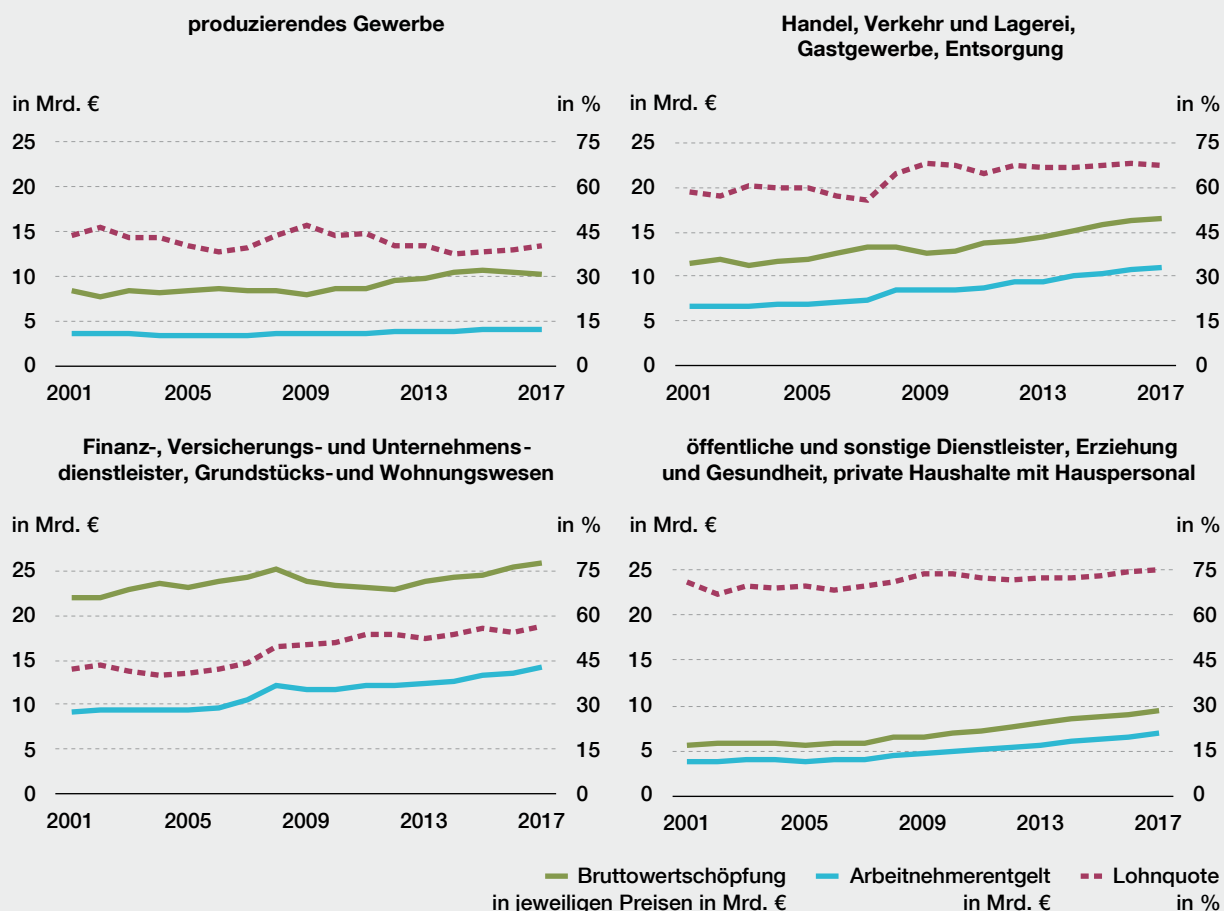 produzierendes Gewerbe
in Mrd. € in %
25 75
20 60
15 45
10 30
5 15
0 0
2001 2005 2009 2013 2017
Handel, Verkehr und Lagerei,
Gastgewerbe, Entsorgung
in Mrd. € in %
25 75
20 60
15 45
10 30
5 15
0 0
2001 2005 2009 2013 2017
Finanz-, Versicherungs- und Unternehmens-
dienstleister, Grundstücks- und Wohnungswesen
in Mrd. € in %
25 75
20 60
15 45
10 30
5 15
0 0
2001 2005 2009 2013 2017
öffentliche und sonstige Dienstleister, Erziehung
und Gesundheit, private Haushalte mit Hauspersonal
in Mrd. € in %
25 75
20 60
15 45
10 30
5 15
0 0
2001 2005 2009 2013 2017
Bruttowertschöpfung Arbeitnehmerentgelt Lohnquote
in jeweiligen Preisen in Mrd. € in Mrd. € in %